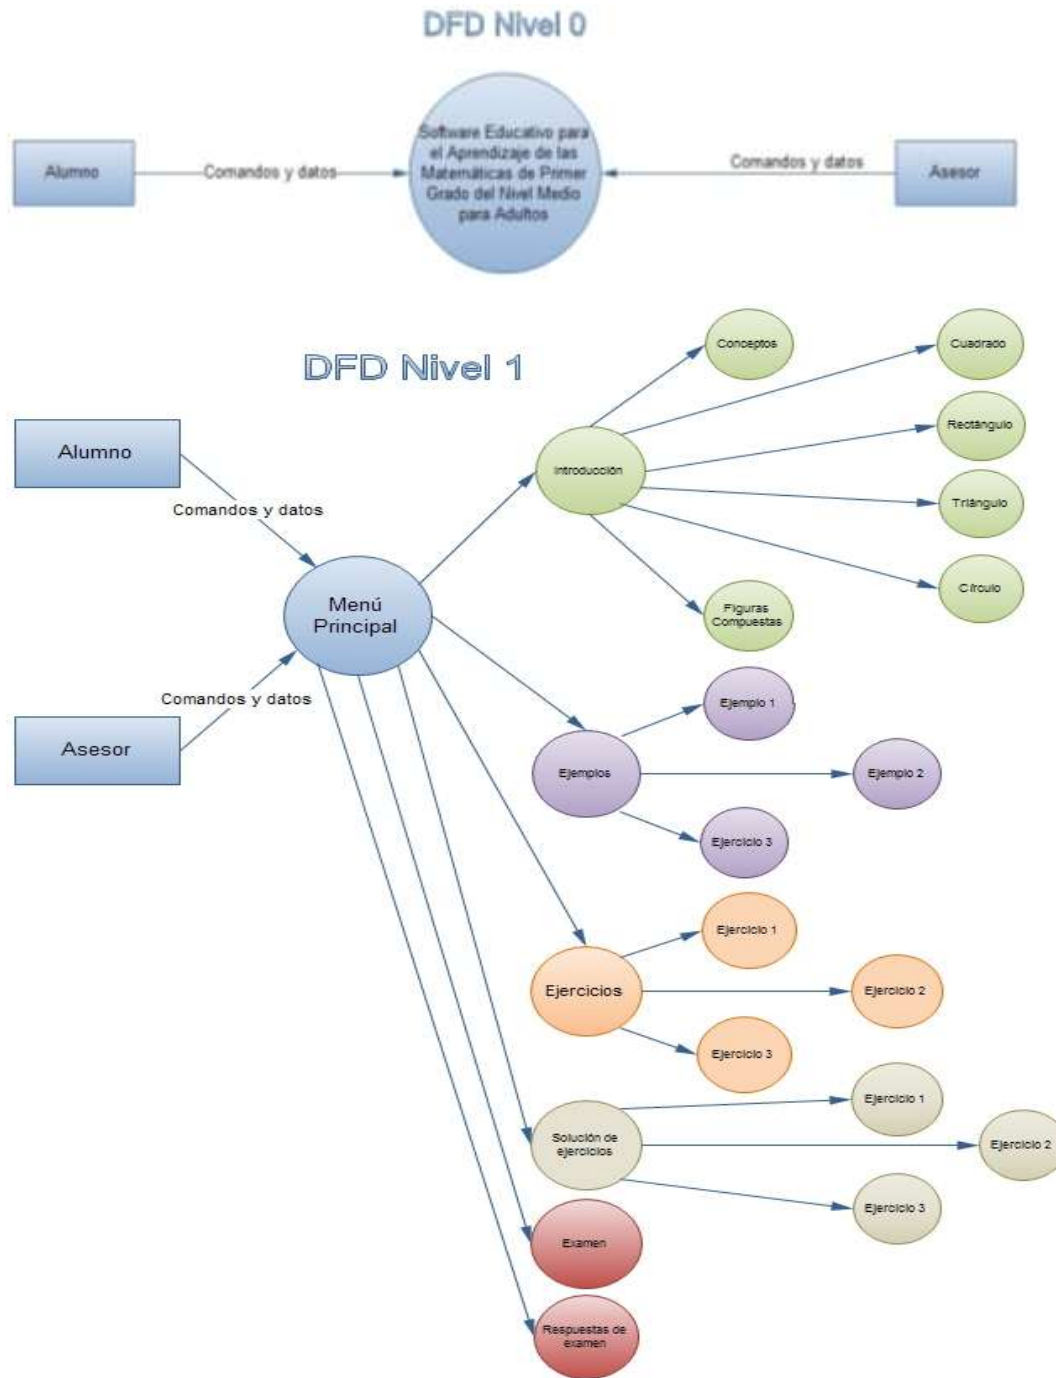 DFD Nivel 0
Alumno
Comandos y datos
Software Educativo para
el Aprendizaje de las
Matemáticas de Primer
Grado del Nivel Medio
para Adultos
Comandos y datos
Asesor
DFD Nivel 1
Alumno
Comandos y datos
Menú
Principal
Comandos y datos
Asesor
Introducción
Conceptos
Cuadrado
Rectángulo
Triángulo
Círculo
Figuras
Compuestas
Ejemplos
Ejemplo 1
Ejemplo 2
Ejercicio 3
Ejercicios
Ejercicio 1
Ejercicio 2
Ejercicio 3
Solución de
ejercicios
Ejercicio 1
Ejercicio 2
Ejercicio 3
Examen
Respuestas de
examen